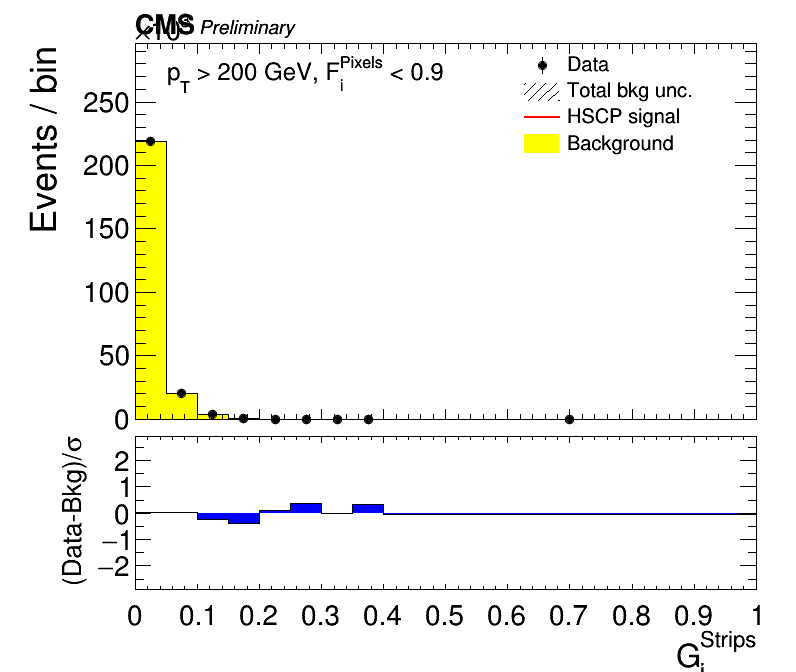 CMS Preliminary
×10³
p_T > 200 GeV, F_i^Pixels < 0.9
Data
Total bkg unc.
HSCP signal
Background
Events / bin
250
200
150
100
50
0
(Data-Bkg)/σ
2
1
0
−1
−2
0 0.1 0.2 0.3 0.4 0.5 0.6 0.7 0.8 0.9 1
G_i^Strips